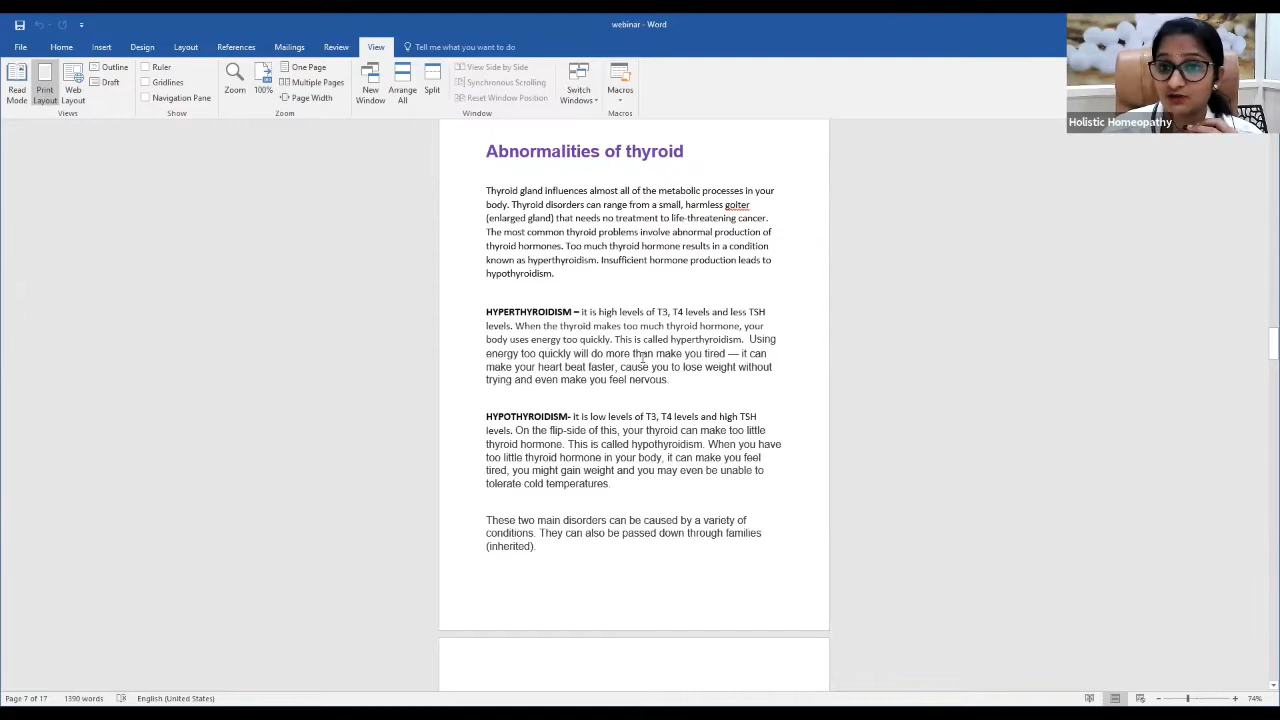 webinar - Word
File Home Insert Design Layout References Mailings Review View Tell me what you want to do
Read Mode
Print Layout
Web Layout
Outline
Draft
Views
Ruler
Gridlines
Navigation Pane
Show
Zoom
100%
One Page
Multiple Pages
Page Width
Zoom
New Window
Arrange All
Split
View Side by Side
Synchronous Scrolling
Reset Window Position
Window
Switch Windows
Macros
Macros
Holistic Homeopathy
Abnormalities of thyroid
Thyroid gland influences almost all of the metabolic processes in your
body. Thyroid disorders can range from a small, harmless goiter
(enlarged gland) that needs no treatment to life-threatening cancer.
The most common thyroid problems involve abnormal production of
thyroid hormones. Too much thyroid hormone results in a condition
known as hyperthyroidism. Insufficient hormone production leads to
hypothyroidism.
HYPERTHYROIDISM – it is high levels of T3, T4 levels and less TSH
levels. When the thyroid makes too much thyroid hormone, your
body uses energy too quickly. This is called hyperthyroidism. Using
energy too quickly will do more than make you tired — it can
make your heart beat faster, cause you to lose weight without
trying and even make you feel nervous.
HYPOTHYROIDISM- it is low levels of T3, T4 levels and high TSH
levels. On the flip-side of this, your thyroid can make too little
thyroid hormone. This is called hypothyroidism. When you have
too little thyroid hormone in your body, it can make you feel
tired, you might gain weight and you may even be unable to
tolerate cold temperatures.
These two main disorders can be caused by a variety of
conditions. They can also be passed down through families
(inherited).
Page 7 of 17 1390 words English (United States) 74%